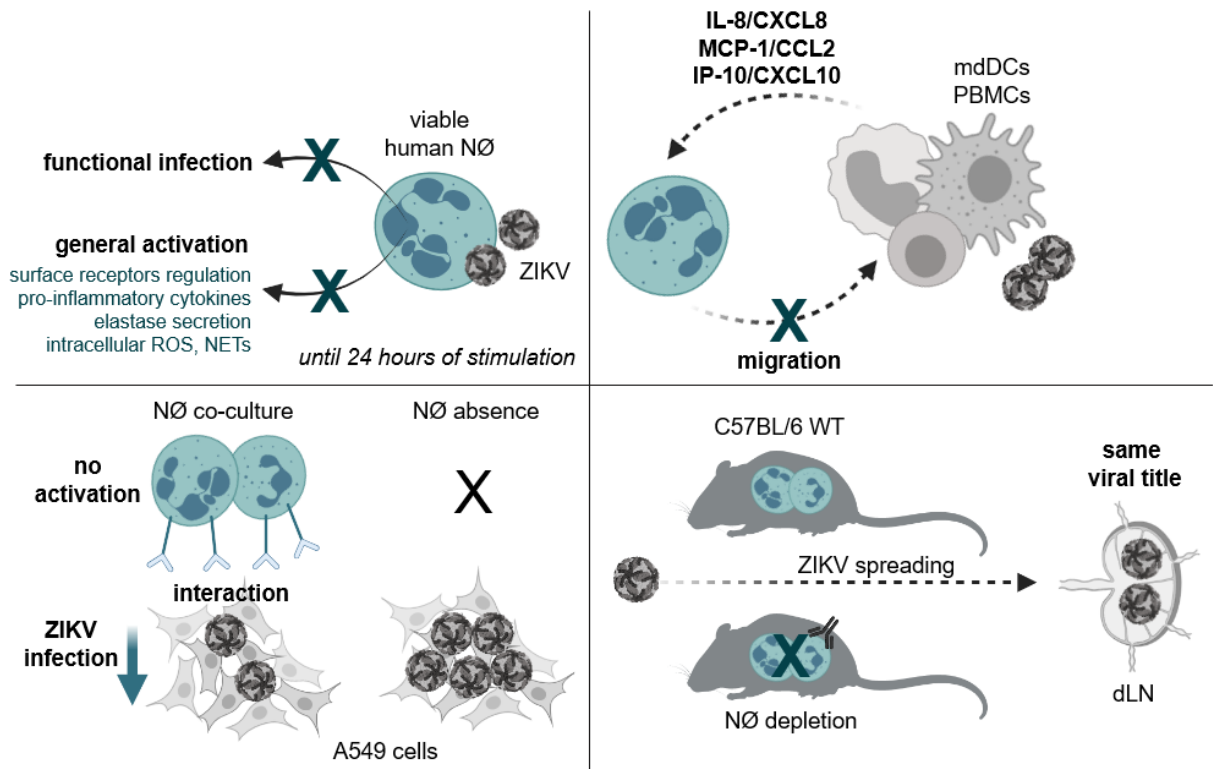 viable
human NØ
functional infection
X
general activation
surface receptors regulation
pro-inflammatory cytokines
elastase secretion
intracellular ROS, NETs
X
ZIKV
until 24 hours of stimulation
IL-8/CXCL8
MCP-1/CCL2
IP-10/CXCL10
mdDCs
PBMCs
X
migration
NØ co-culture
NØ absence
no
activation
X
interaction
ZIKV
infection
A549 cells
C57BL/6 WT
same
viral title
ZIKV spreading
X
NØ depletion
dLN